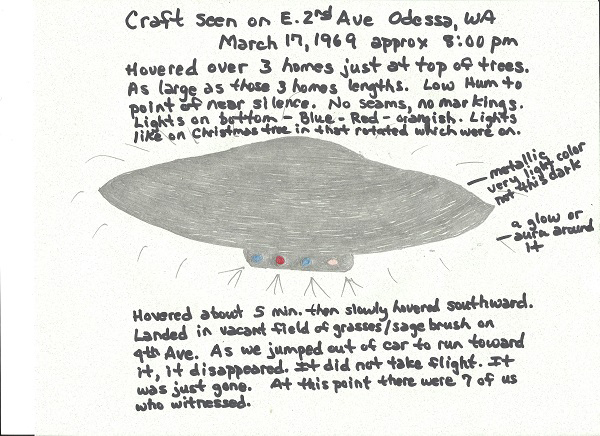 Craft seen on E. 2nd Ave Odessa, WA
March 17, 1969 approx 8:00 pm
Hovered over 3 homes just at top of trees.
As large as those 3 homes lengths. Low Hum to
point of near silence. No seams, no markings.
Lights on bottom - Blue - Red - orangish. Lights
like on Christmas tree in that rotated which were on.
metallic
very light color
not this dark
a glow or
aura around
it
Hovered about 5 min. then slowly hovered southward.
Landed in vacant field of grasses/sage brush on
4th Ave. As we jumped out of car to run toward
it, it disappeared. It did not take flight. It
was just gone. At this point there were 7 of us
who witnessed.